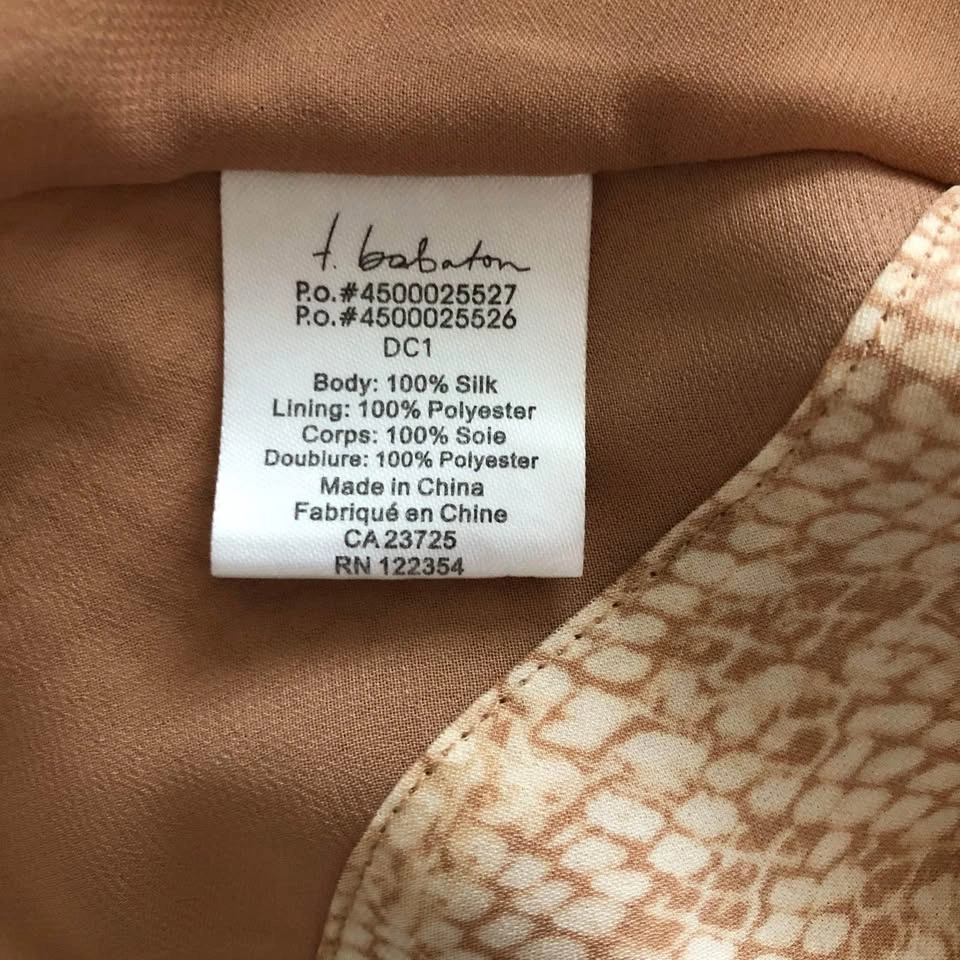 t. babaton
P.o.#4500025527
P.o.#4500025526
DC1
Body: 100% Silk
Lining: 100% Polyester
Corps: 100% Soie
Doublure: 100% Polyester
Made in China
Fabriqué en Chine
CA 23725
RN 122354